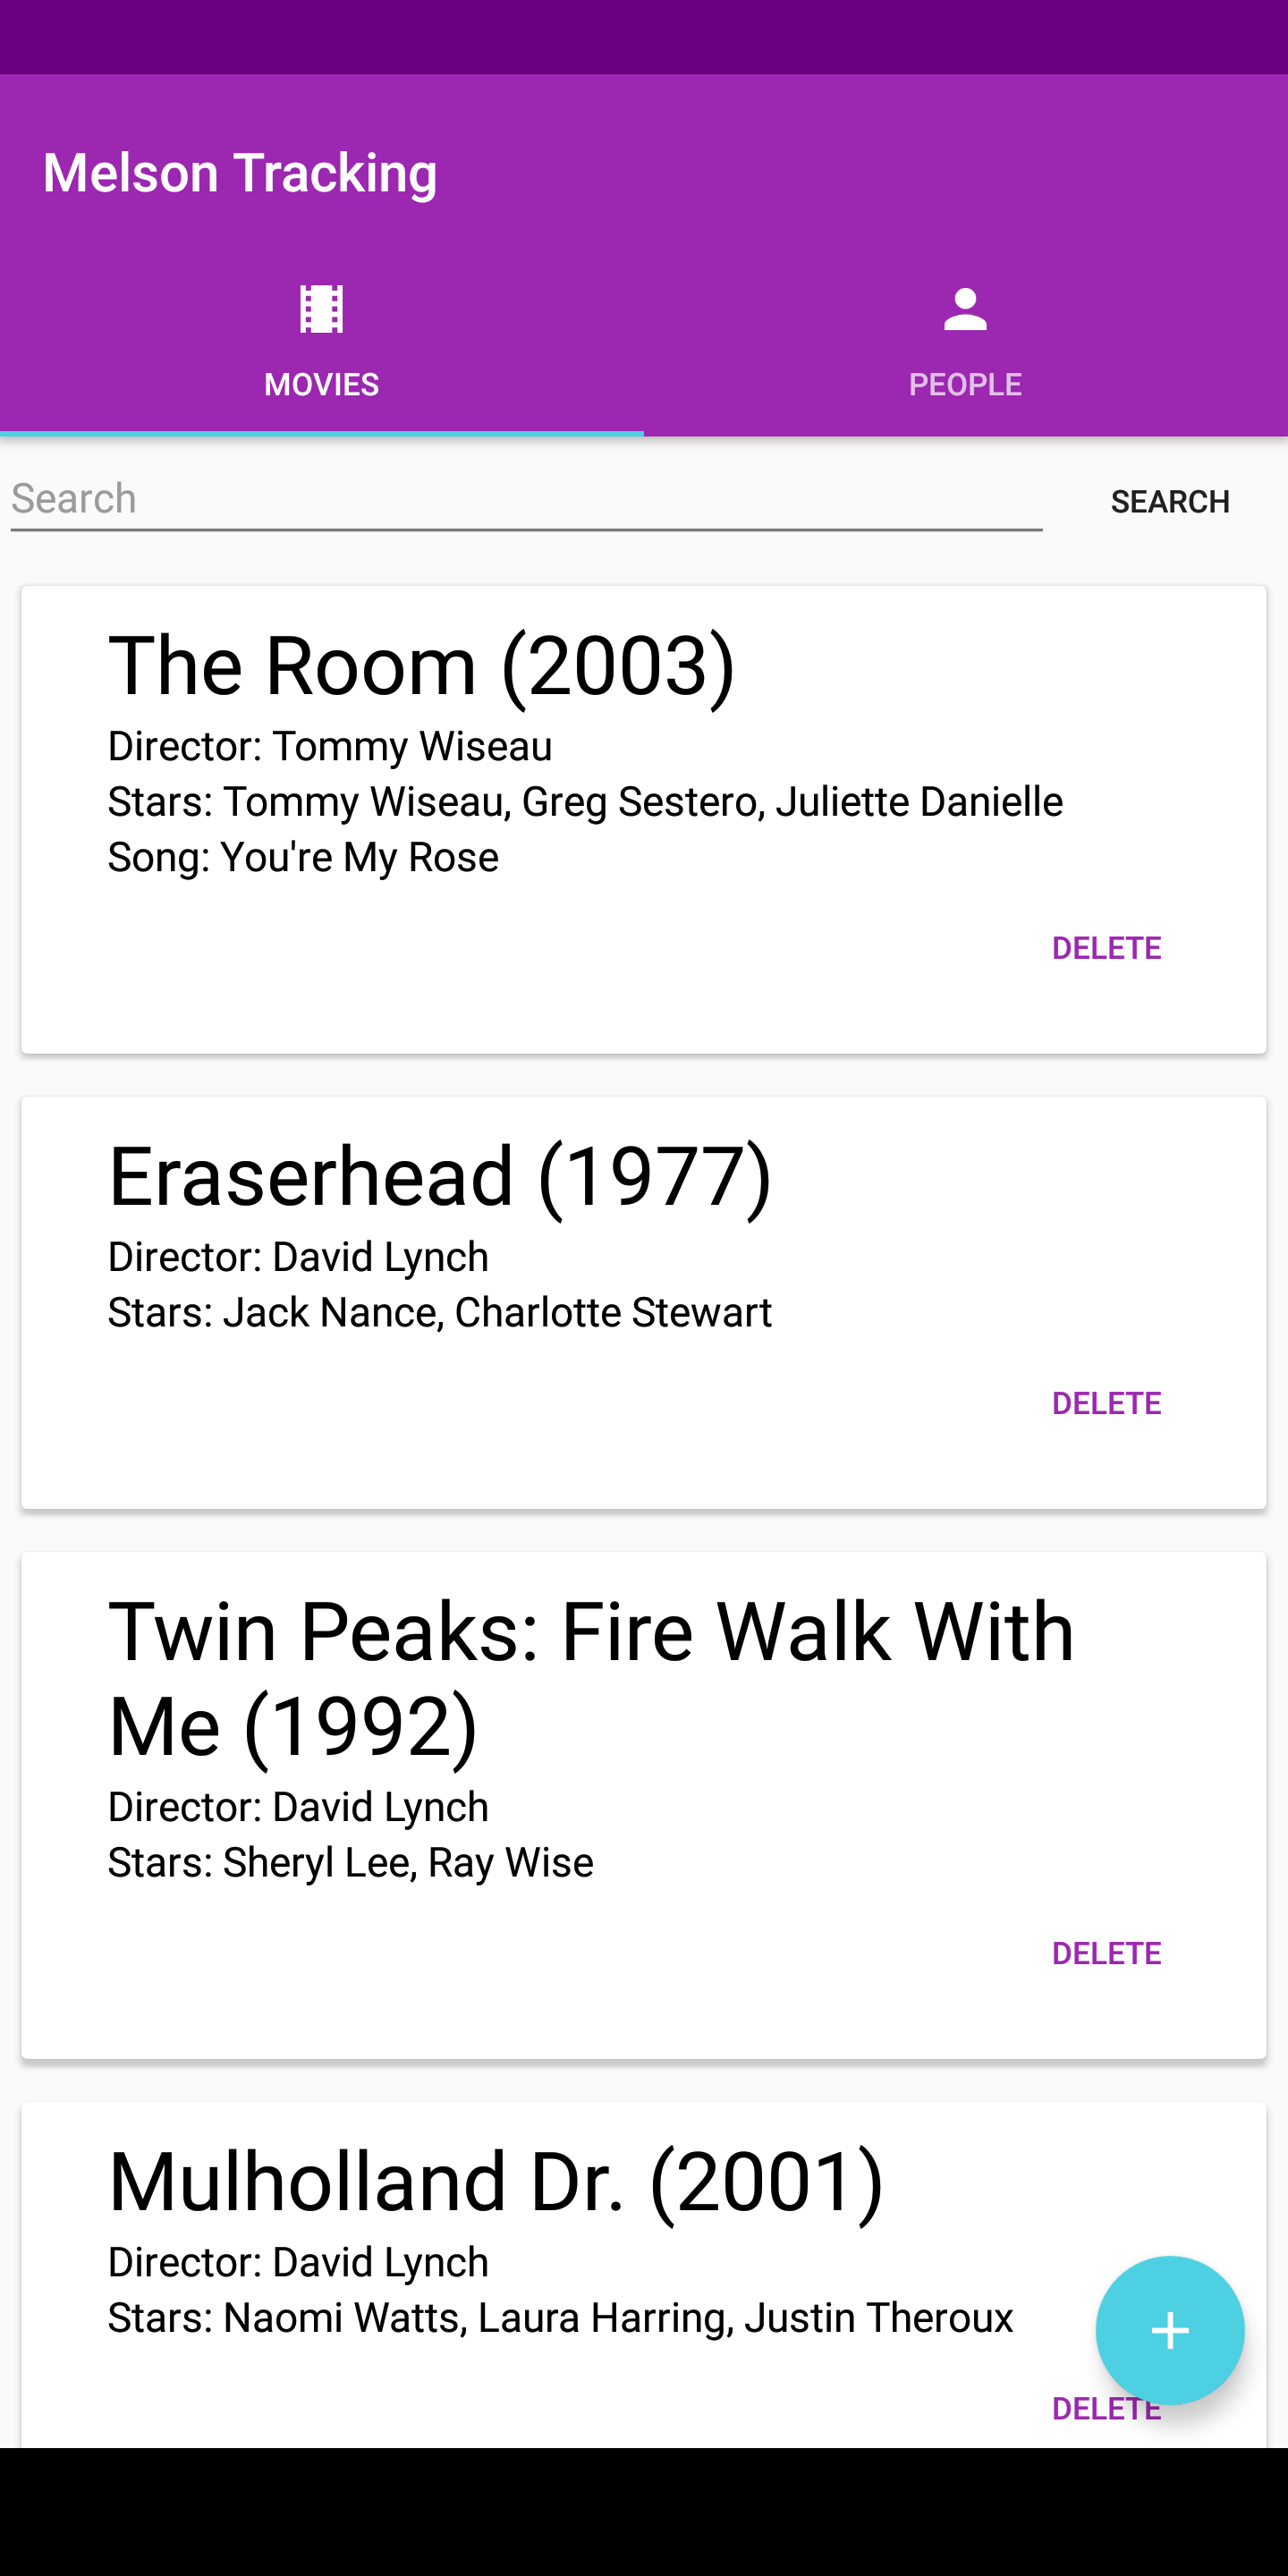 Melson Tracking
MOVIES
PEOPLE
Search
SEARCH
The Room (2003)
Director: Tommy Wiseau
Stars: Tommy Wiseau, Greg Sestero, Juliette Danielle
Song: You're My Rose
DELETE
Eraserhead (1977)
Director: David Lynch
Stars: Jack Nance, Charlotte Stewart
DELETE
Twin Peaks: Fire Walk With
Me (1992)
Director: David Lynch
Stars: Sheryl Lee, Ray Wise
DELETE
Mulholland Dr. (2001)
Director: David Lynch
Stars: Naomi Watts, Laura Harring, Justin Theroux
+
DELETE